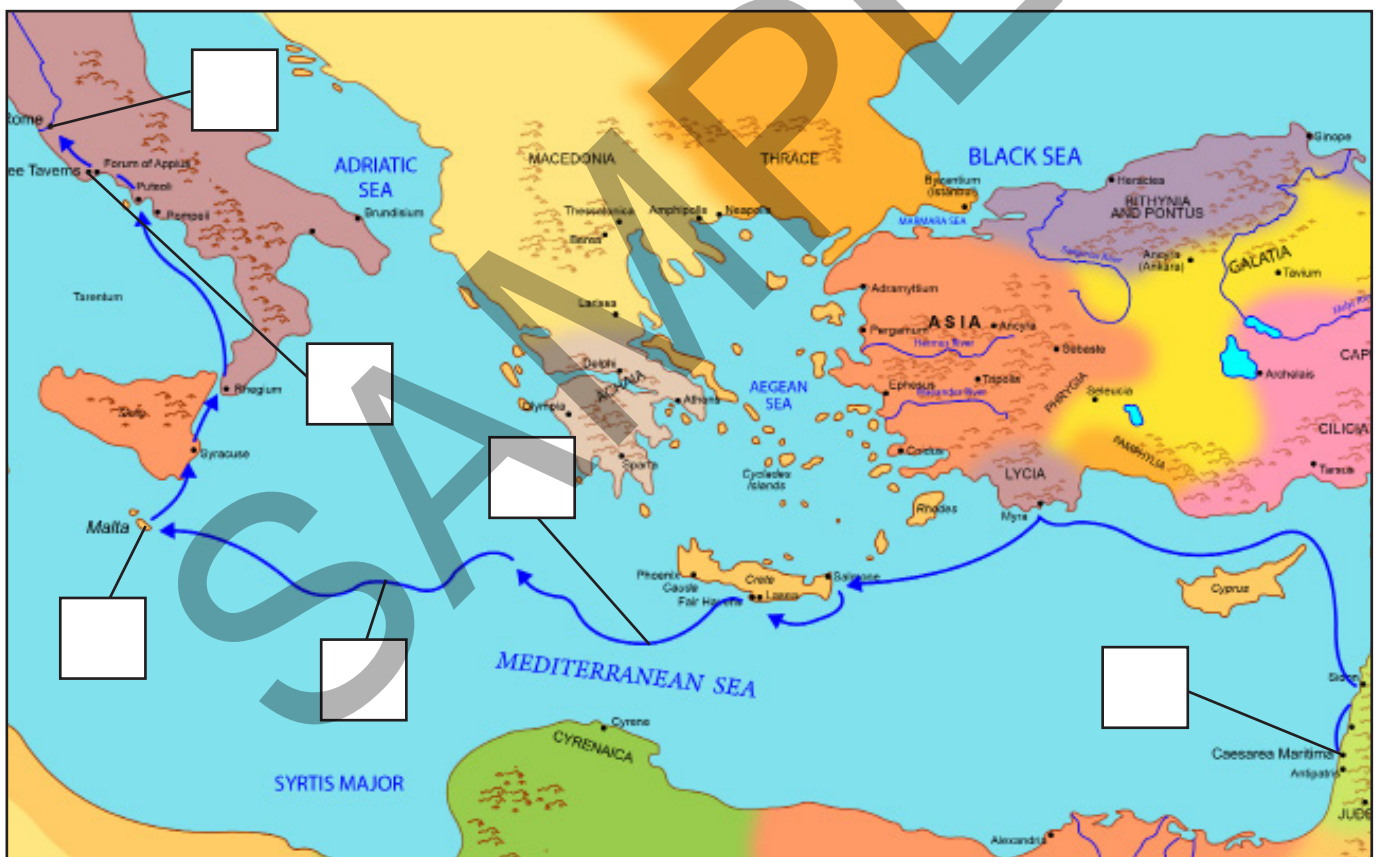 SAMPLE
Rome
ee Taverns
Forum of Appius
Puteoli
Pompeii
Brundisium
Tarentum
ADRIATIC
SEA
MACEDONIA
THRACE
BLACK SEA
Sinope
Heraclea
BITHYNIA
AND PONTUS
Byzantium
(Istanbul)
MARMARA SEA
Thessalonica
Amphipolis
Neapolis
Berea
Ancyra
(Ankara)
GALATIA
Tavium
Larissa
Adramyttium
Pergamum
ASIA
Ancyra
Hermus River
Sebaste
CAP
Archelais
Delphi
ACHAIA
Olympia
Athens
Sparta
AEGEAN
SEA
Ephesus
Tripolis
PHRYGIA
Seleucia
Rhegium
Sicily
Syracuse
Malta
Cyclades
Islands
LYCIA
PAMPHYLIA
CILICIA
Tarsus
Rhodes
Myra
Phoenix
Cauda
Crete
Salmone
Fair Havens
Lasea
Cyprus
MEDITERRANEAN SEA
Sidon
Cyrene
CYRENAICA
SYRTIS MAJOR
Caesarea Maritima
Antipatris
JUDE
Alexandria